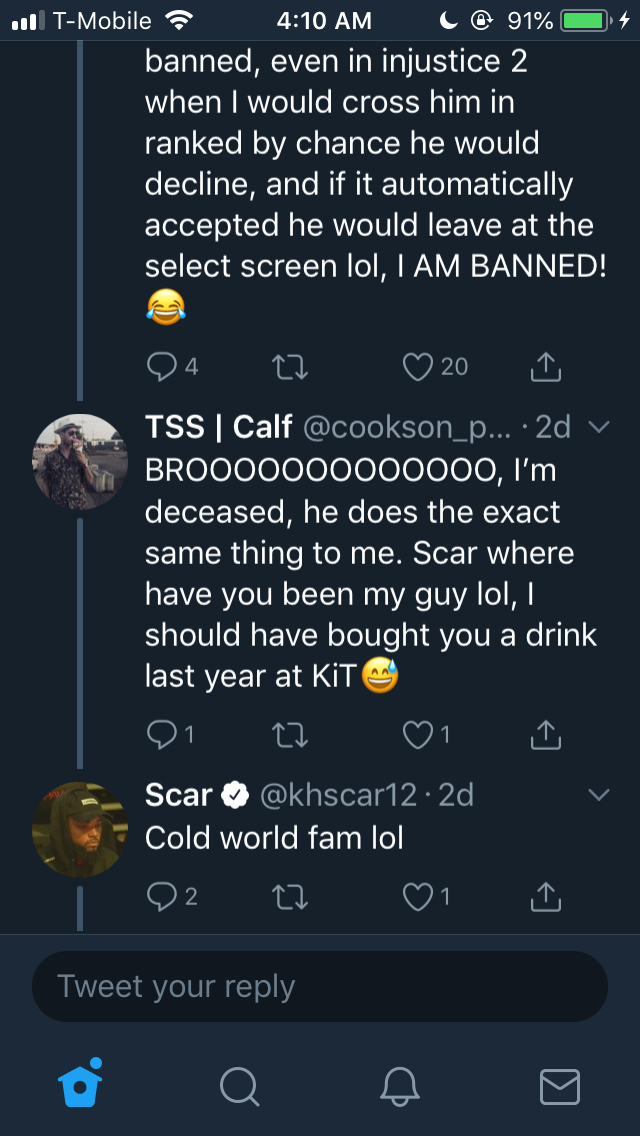 T-Mobile 4:10 AM 91%
banned, even in injustice 2
when I would cross him in
ranked by chance he would
decline, and if it automatically
accepted he would leave at the
select screen lol, I AM BANNED!
😂
4 20
TSS | Calf @cookson_p... · 2d
BROOOOOOOOOOOOO, I’m
deceased, he does the exact
same thing to me. Scar where
have you been my guy lol, I
should have bought you a drink
last year at KiT😅
1 1
Scar @khscar12 · 2d
Cold world fam lol
2 1
Tweet your reply